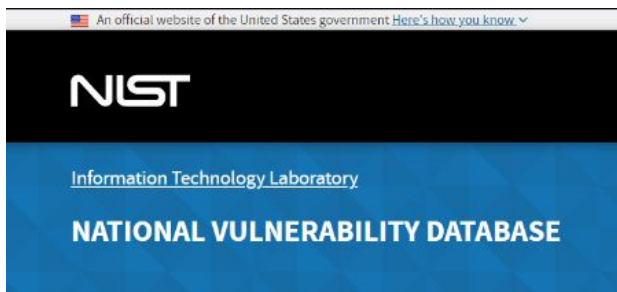 An official website of the United States government Here's how you know
NIST
Information Technology Laboratory
NATIONAL VULNERABILITY DATABASE